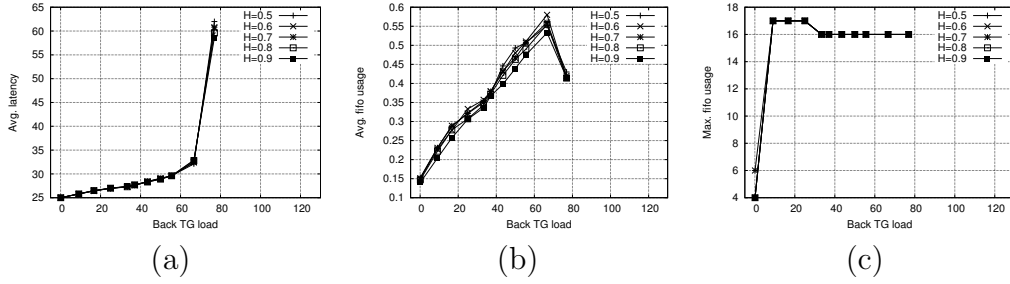 65
60
55
50
45
40
35
30
25
0 20 40 60 80 100 120
Avg. latency
Back TG load
H=0.5
H=0.6
H=0.7
H=0.8
H=0.9
(a)
0.6
0.55
0.5
0.45
0.4
0.35
0.3
0.25
0.2
0.15
0.1
0 20 40 60 80 100 120
Avg. fifo usage
Back TG load
H=0.5
H=0.6
H=0.7
H=0.8
H=0.9
(b)
18
16
14
12
10
8
6
4
0 20 40 60 80 100 120
Max. fifo usage
Back TG load
H=0.5
H=0.6
H=0.7
H=0.8
H=0.9
(c)